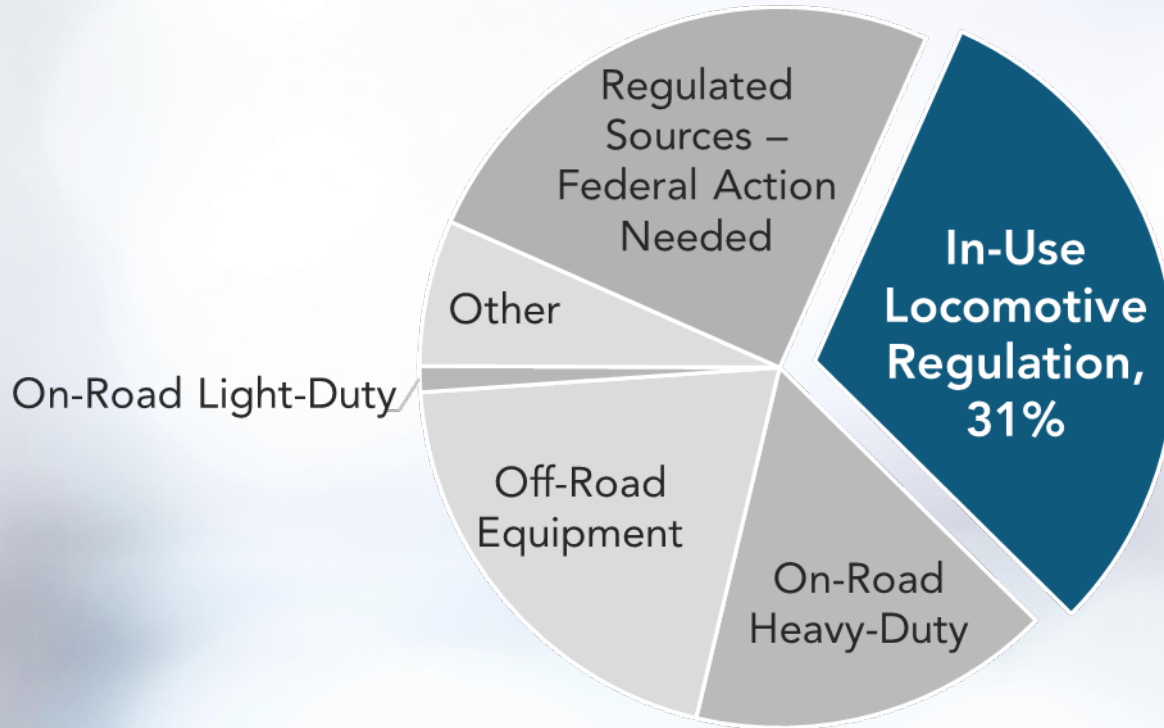 Regulated
Sources –
Federal Action
Needed
In-Use
Locomotive
Regulation,
31%
Other
On-Road Light-Duty
Off-Road
Equipment
On-Road
Heavy-Duty